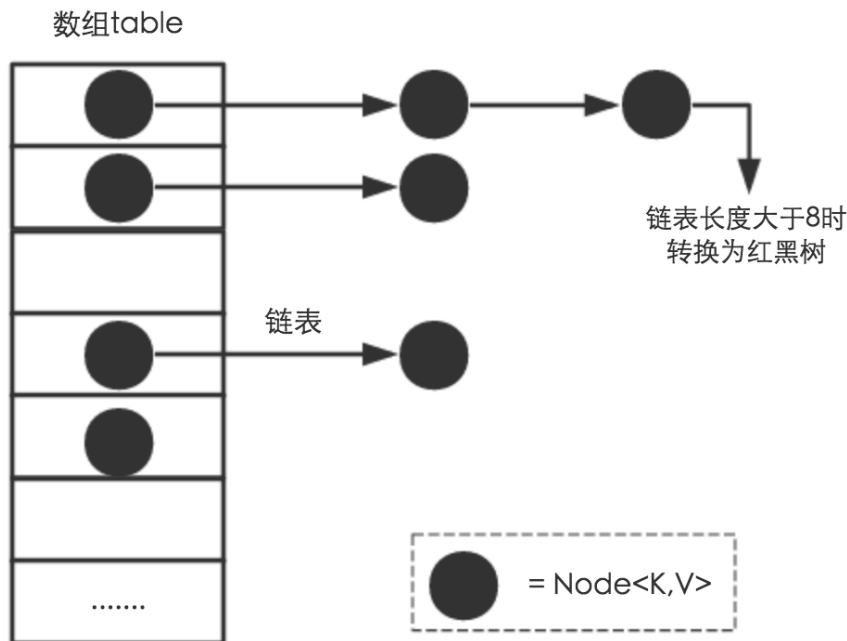 数组table
链表长度大于8时
转换为红黑树
链表
= Node<K,V>
.......